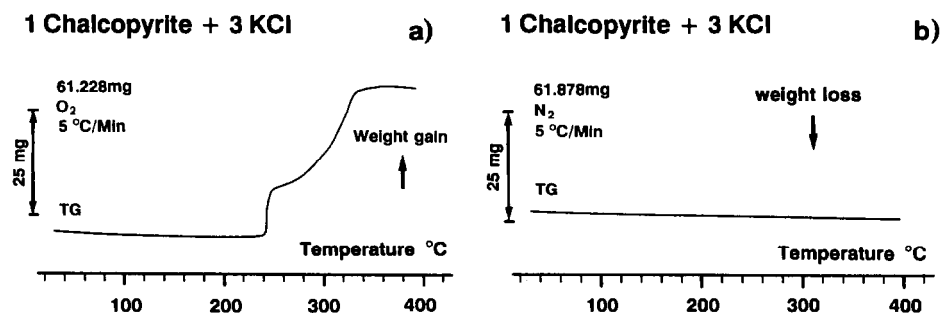 1 Chalcopyrite + 3 KCl
a)
61.228mg
O₂
5 °C/Min
25 mg
Weight gain
TG
Temperature °C
100 200 300 400
1 Chalcopyrite + 3 KCl
b)
61.878mg
N₂
5 °C/Min
25 mg
weight loss
TG
Temperature °C
100 200 300 400